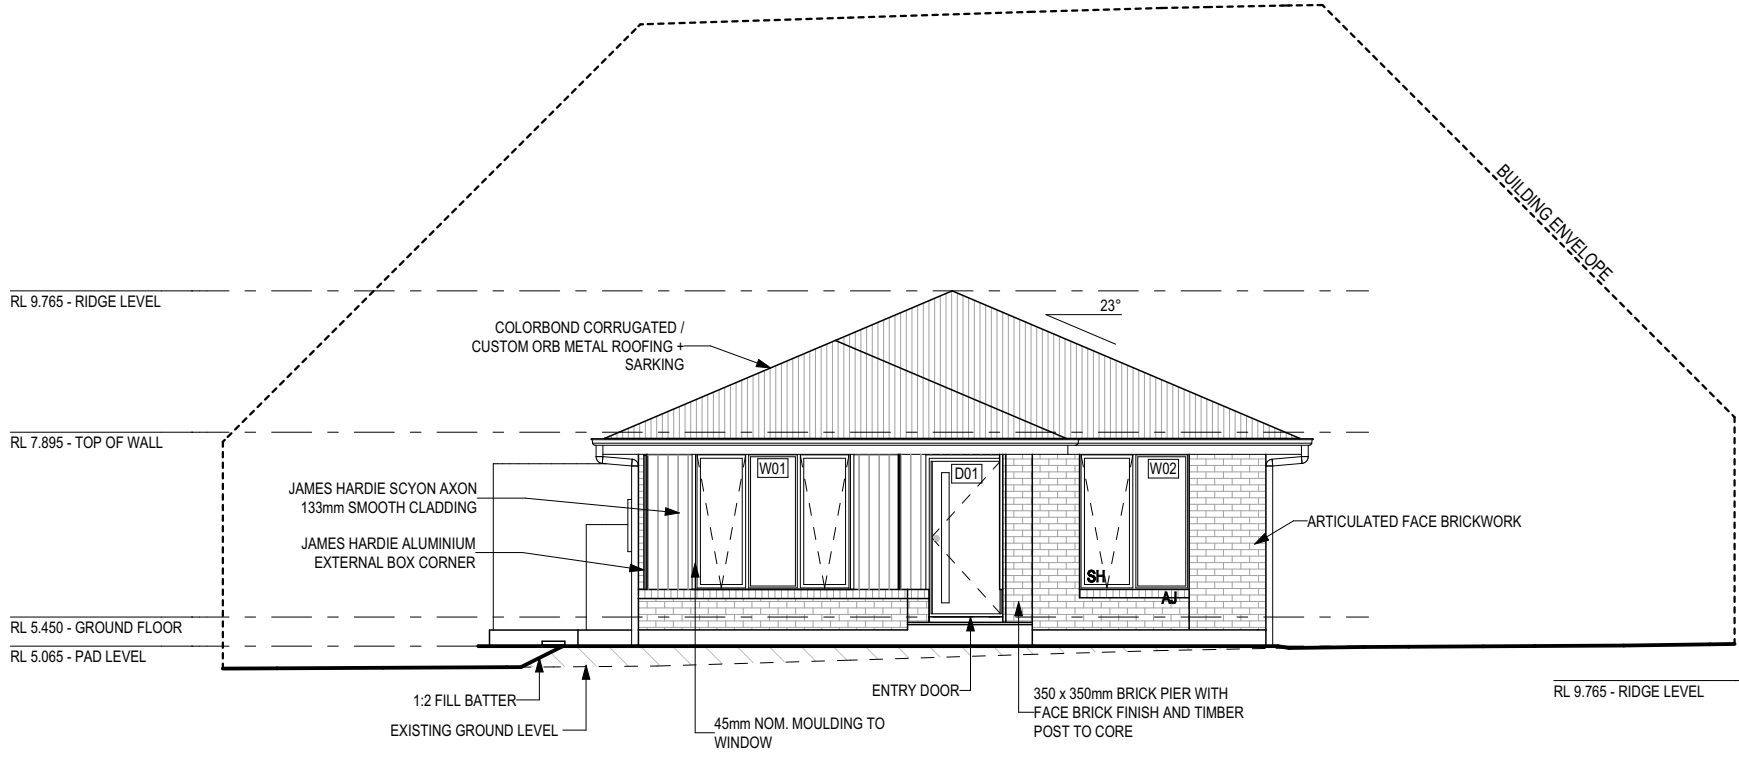 BUILDING ENVELOPE
RL 9.765 - RIDGE LEVEL
23°
COLORBOND CORRUGATED /
CUSTOM ORB METAL ROOFING +
SARKING
RL 7.895 - TOP OF WALL
W01
D01
W02
JAMES HARDIE SCYON AXON
133mm SMOOTH CLADDING
ARTICULATED FACE BRICKWORK
JAMES HARDIE ALUMINIUM
EXTERNAL BOX CORNER
SH
AJ
RL 5.450 - GROUND FLOOR
RL 5.065 - PAD LEVEL
1:2 FILL BATTER
ENTRY DOOR
350 x 350mm BRICK PIER WITH
FACE BRICK FINISH AND TIMBER
POST TO CORE
RL 9.765 - RIDGE LEVEL
EXISTING GROUND LEVEL
45mm NOM. MOULDING TO
WINDOW